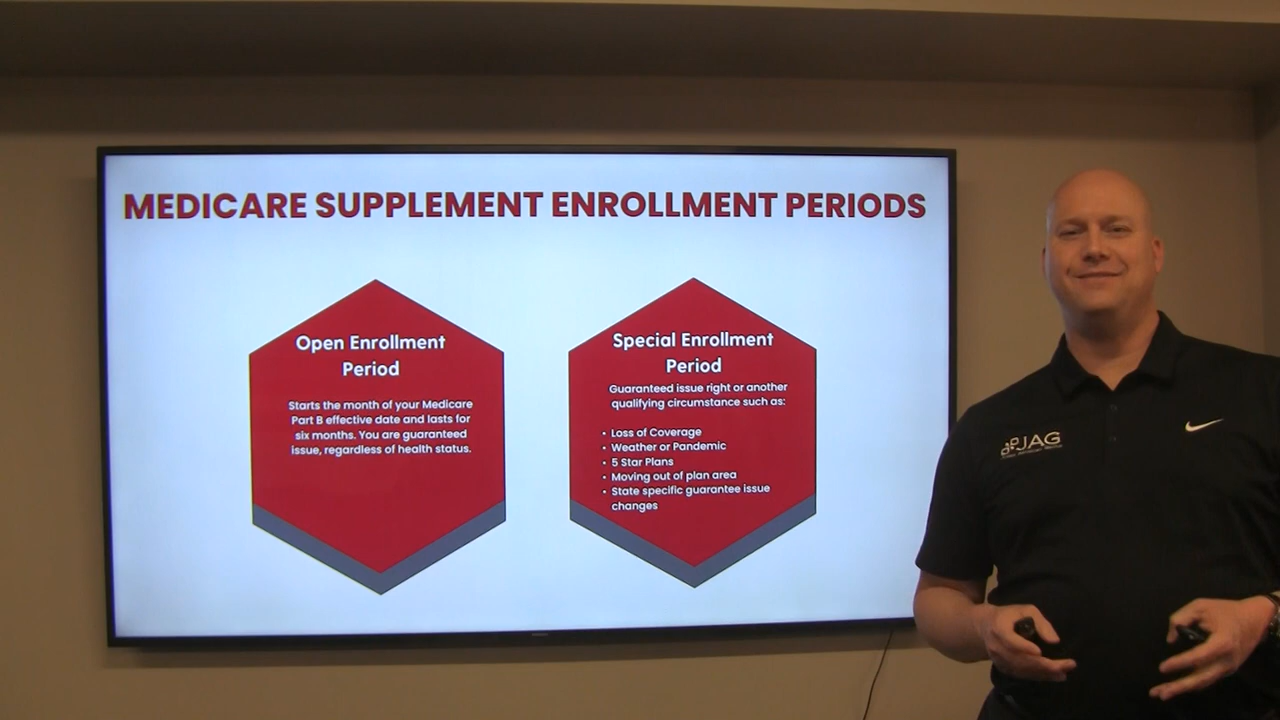 MEDICARE SUPPLEMENT ENROLLMENT PERIODS
Open Enrollment
Period
Starts the month of your Medicare
Part B effective date and lasts for
six months. You are guaranteed
issue, regardless of health status.
Special Enrollment
Period
Guaranteed issue right or another
qualifying circumstance such as:
• Loss of Coverage
• Weather or Pandemic
• 5 Star Plans
• Moving out of plan area
• State specific guarantee issue
changes
JAG